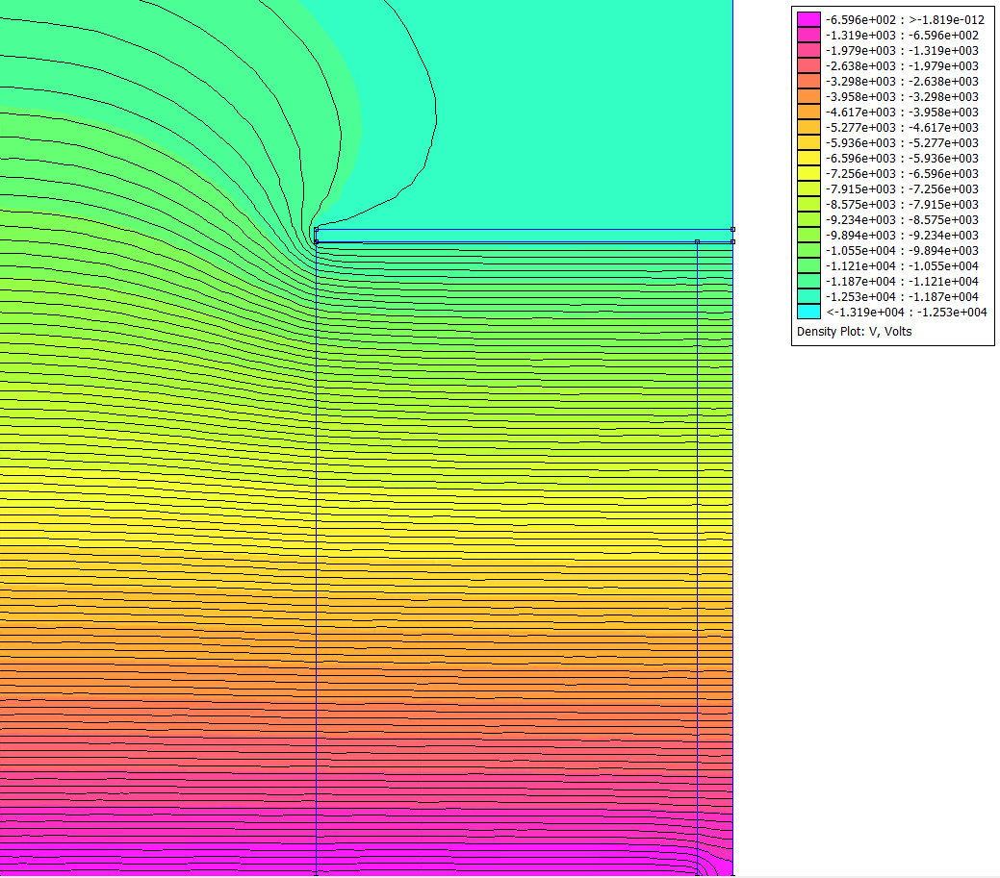 -6.596e+002 : >-1.819e-012
-1.319e+003 : -6.596e+002
-1.979e+003 : -1.319e+003
-2.638e+003 : -1.979e+003
-3.298e+003 : -2.638e+003
-3.958e+003 : -3.298e+003
-4.617e+003 : -3.958e+003
-5.277e+003 : -4.617e+003
-5.936e+003 : -5.277e+003
-6.596e+003 : -5.936e+003
-7.256e+003 : -6.596e+003
-7.915e+003 : -7.256e+003
-8.575e+003 : -7.915e+003
-9.234e+003 : -8.575e+003
-9.894e+003 : -9.234e+003
-1.055e+004 : -9.894e+003
-1.121e+004 : -1.055e+004
-1.187e+004 : -1.121e+004
-1.253e+004 : -1.187e+004
<-1.319e+004 : -1.253e+004
Density Plot: V, Volts